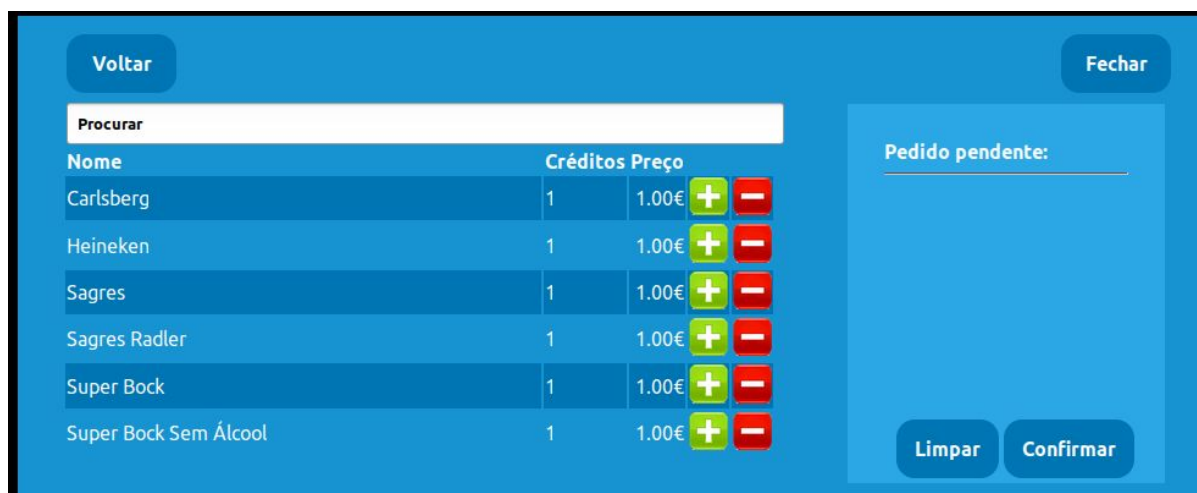 Voltar
Fechar
Procurar
Nome Créditos Preço
Carlsberg 1 1.00€
Heineken 1 1.00€
Sagres 1 1.00€
Sagres Radler 1 1.00€
Super Bock 1 1.00€
Super Bock Sem Álcool 1 1.00€
Pedido pendente:
Limpar Confirmar